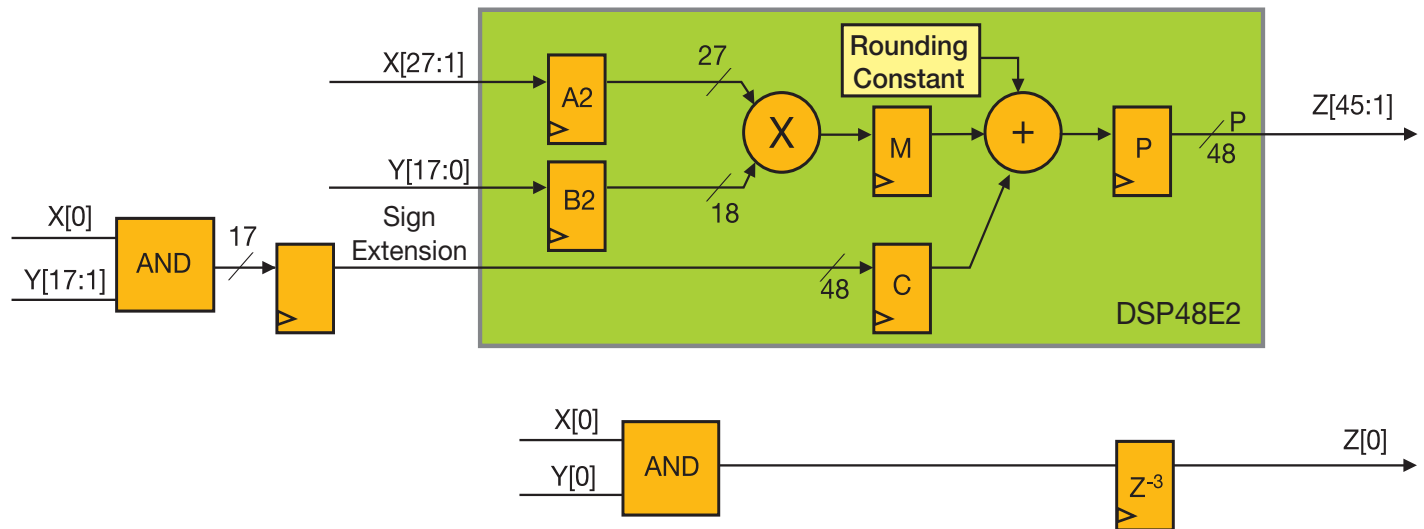 X[27:1]
27
Rounding
Constant
A2
X
M
+
P
P
48
Z[45:1]
Y[17:0]
B2
18
X[0]
Y[17:1]
AND
17
Sign
Extension
48
C
DSP48E2
X[0]
Y[0]
AND
Z-3
Z[0]